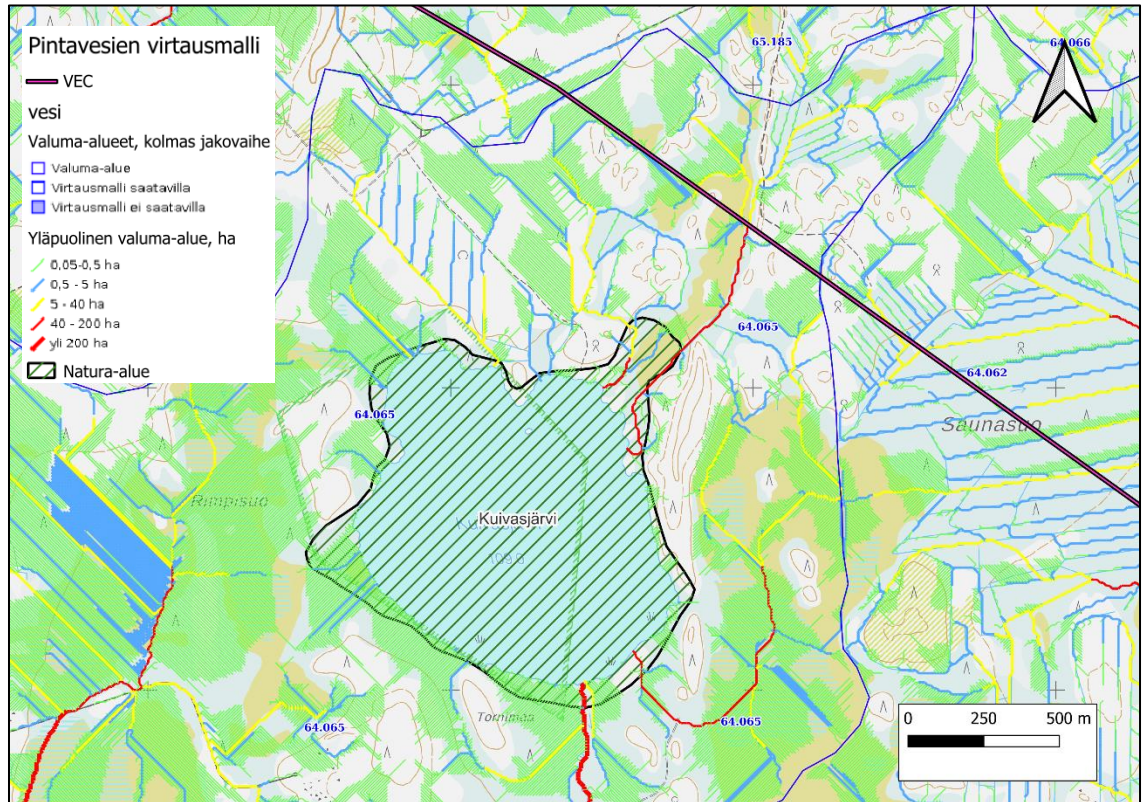 Pintavesien virtausmalli
VEC
vesi
Valuma-alueet, kolmas jakovaihe
Valuma-alue
Virtausmalli saatavilla
Virtausmalli ei saatavilla
Yläpuolinen valuma-alue, ha
0,05-0,5 ha
0,5 - 5 ha
5 - 40 ha
40 - 200 ha
yli 200 ha
Natura-alue
65.185
64.066
64.065
64.062
64.065
Saunasuo
Rimpisuo
Kuivasjärvi
64.065
64.065
0 250 500 m